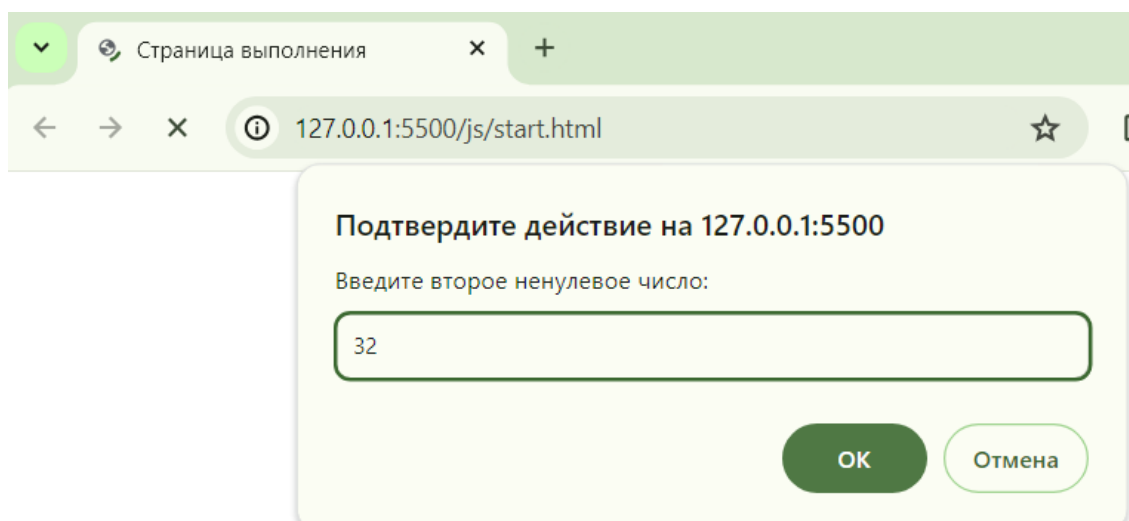 Страница выполнения
127.0.0.1:5500/js/start.html
Подтвердите действие на 127.0.0.1:5500
Введите второе ненулевое число:
32
ОК Отмена